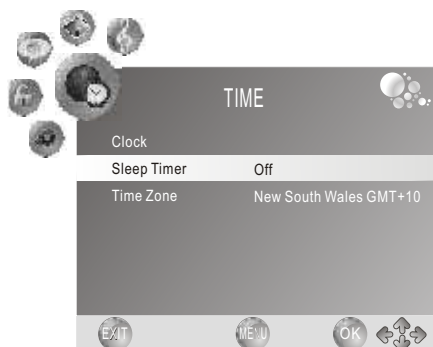 TIME
Clock
Sleep Timer Off
Time Zone New South Wales GMT+10
EXIT MENU OK